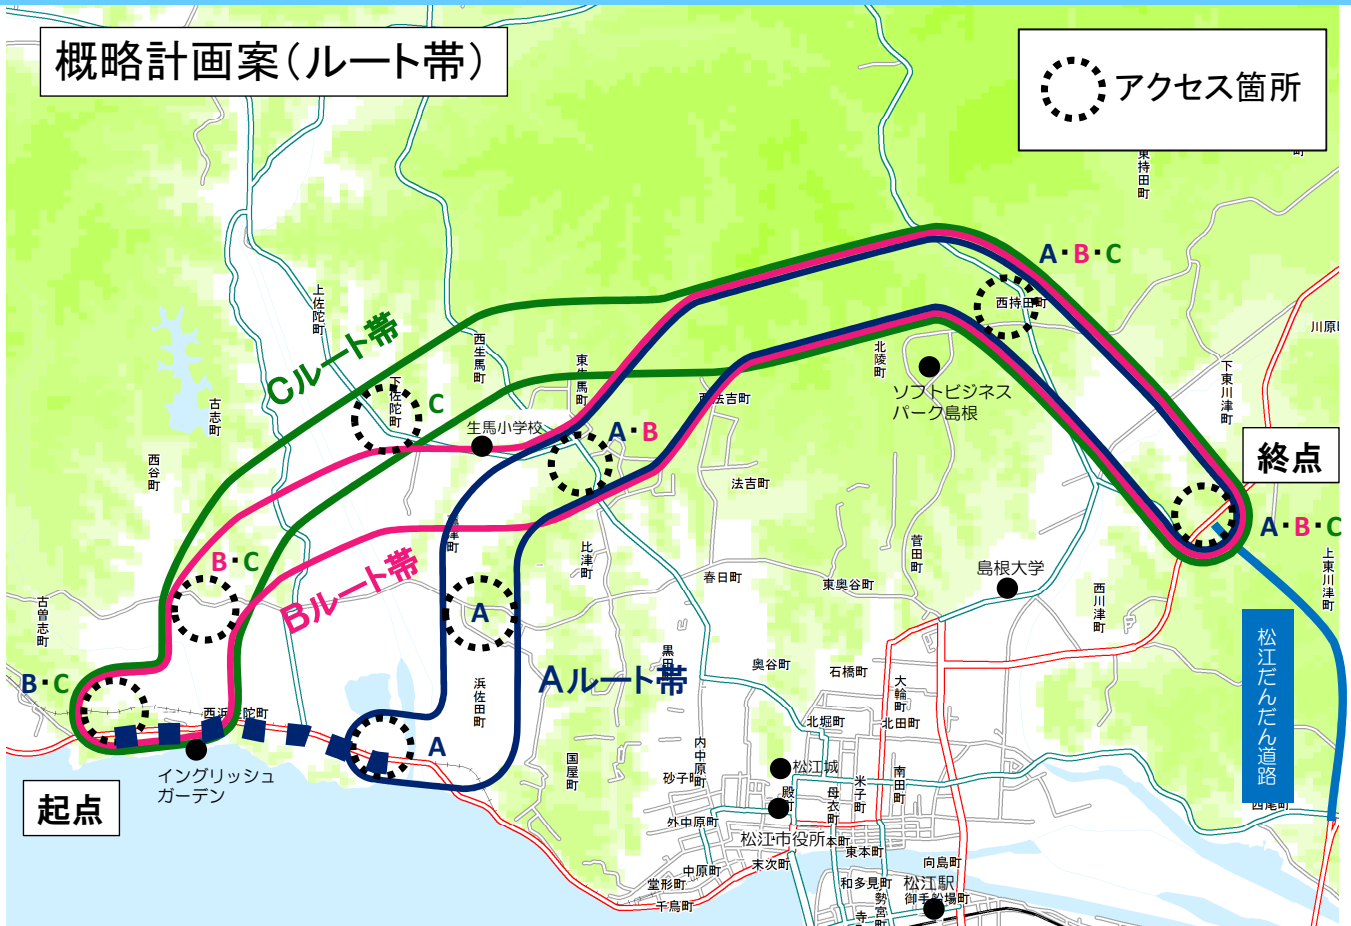 概略計画案(ルート帯)
アクセス箇所
東持田町
町
A・B・C
西持田町
上佐陀町
西生馬町
東生馬町
北陵町
下東川津町
Cルート帯
下佐陀町
C
古志町
西谷町
生馬小学校
A・B
法吉町
ソフトビジネス
パーク島根
終点
A・B・C
比津町
春日町
東奥谷町
菅田町
島根大学
西川津町
上東川津町
B・C
Bルート帯
古曽志町
A
Aルート帯
黒田
奥谷町
石橋町
大輪町
松江だんだん道路
B・C
浜佐田町
北堀町
北田町
A
イングリッシュ
ガーデン
国屋町
内中原町
砂子町
松江城
殿町
母衣町
米子町
南田町
西尾町
起点
外中原町
松江市役所
本町
東本町
末次町
中原町
向島町
堂形町
和多見町
松江駅
千鳥町
勢宮町
御手船場町
寺